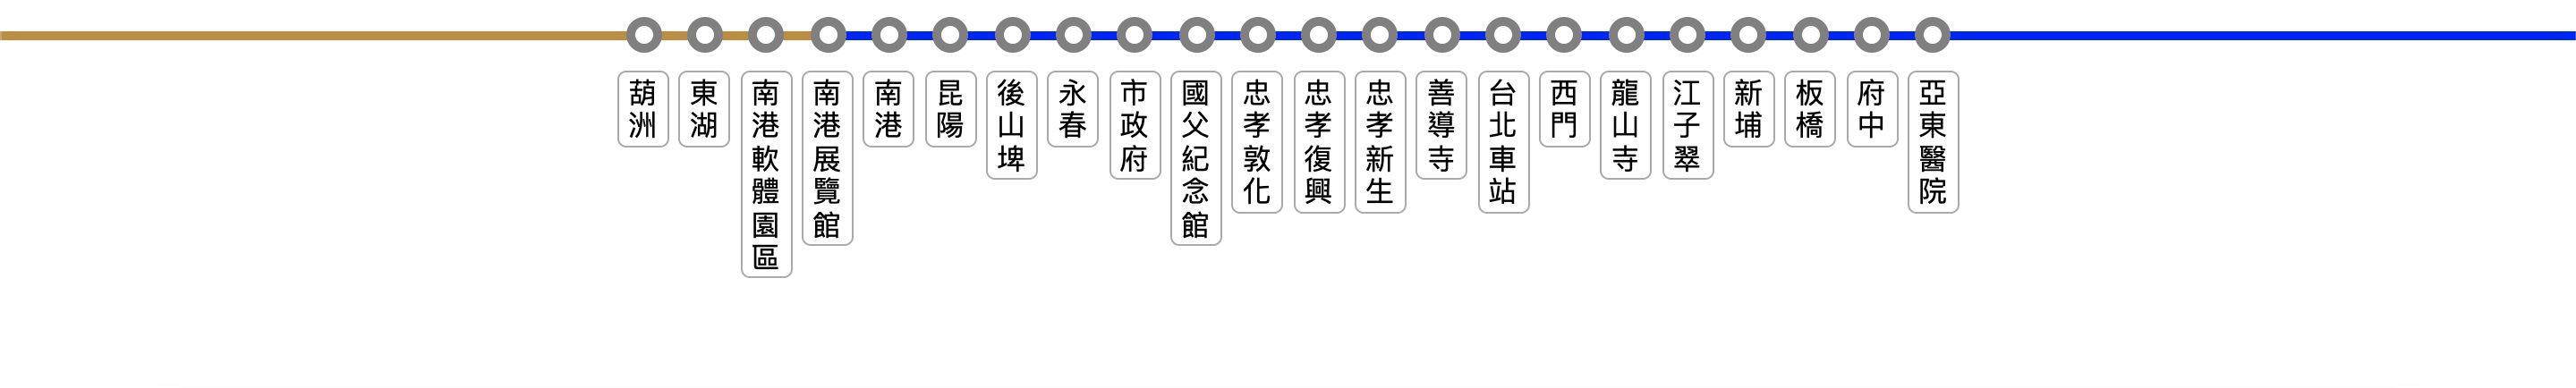 葫洲
東湖
南港軟體園區
南港展覽館
南港
昆陽
後山埤
永春
市政府
國父紀念館
忠孝敦化
忠孝復興
忠孝新生
善導寺
台北車站
西門
龍山寺
江子翠
新埔
板橋
府中
亞東醫院